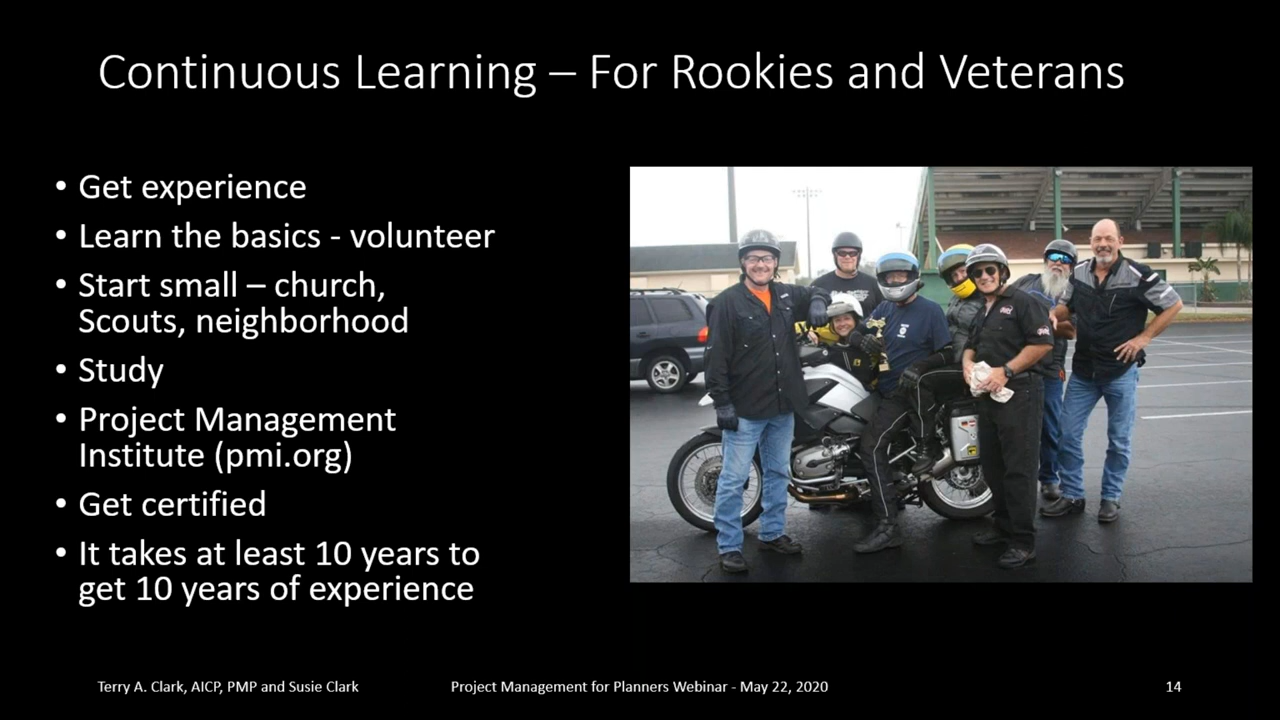 Continuous Learning – For Rookies and Veterans
• Get experience
• Learn the basics - volunteer
• Start small – church,
Scouts, neighborhood
• Study
• Project Management
Institute (pmi.org)
• Get certified
• It takes at least 10 years to
get 10 years of experience
Terry A. Clark, AICP, PMP and Susie Clark
Project Management for Planners Webinar - May 22, 2020
14